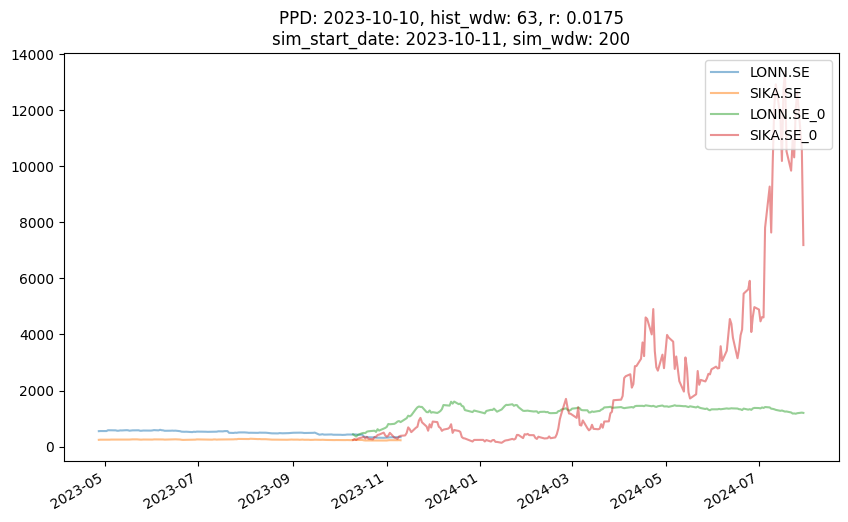 PPD: 2023-10-10, hist_wdw: 63, r: 0.0175
sim_start_date: 2023-10-11, sim_wdw: 200
14000
12000
10000
8000
6000
4000
2000
0
LONN.SE
SIKA.SE
LONN.SE_0
SIKA.SE_0
2023-05
2023-07
2023-09
2023-11
2024-01
2024-03
2024-05
2024-07